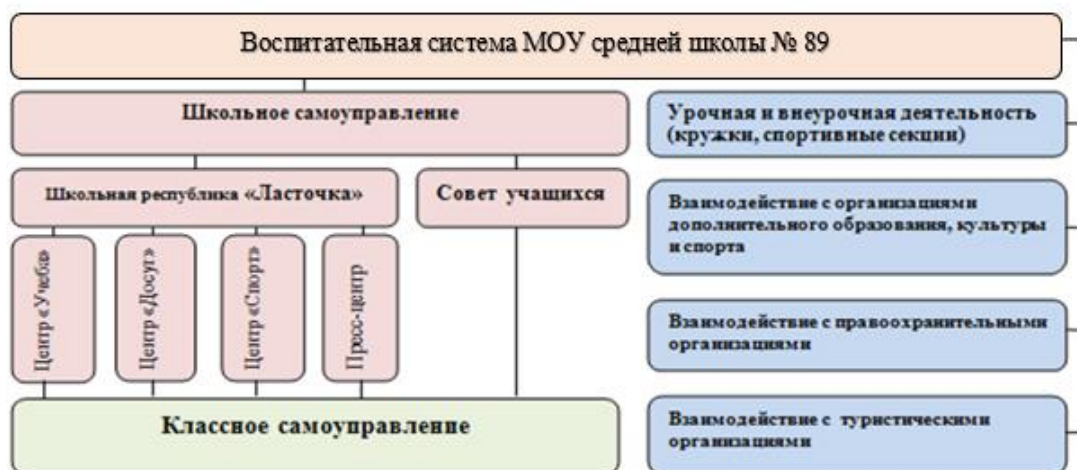 Воспитательная система МОУ средней школы № 89
Школьное самоуправление
Школьная республика «Ласточка»
Совет учащихся
Центр «Учеба»
Центр «Досуг»
Центр «Спорт»
Пресс-центр
Классное самоуправление
Урочная и внеурочная деятельность
(кружки, спортивные секции)
Взаимодействие с организациями
дополнительного образования, культуры
и спорта
Взаимодействие с правоохранительными
организациями
Взаимодействие с туристическими
организациями